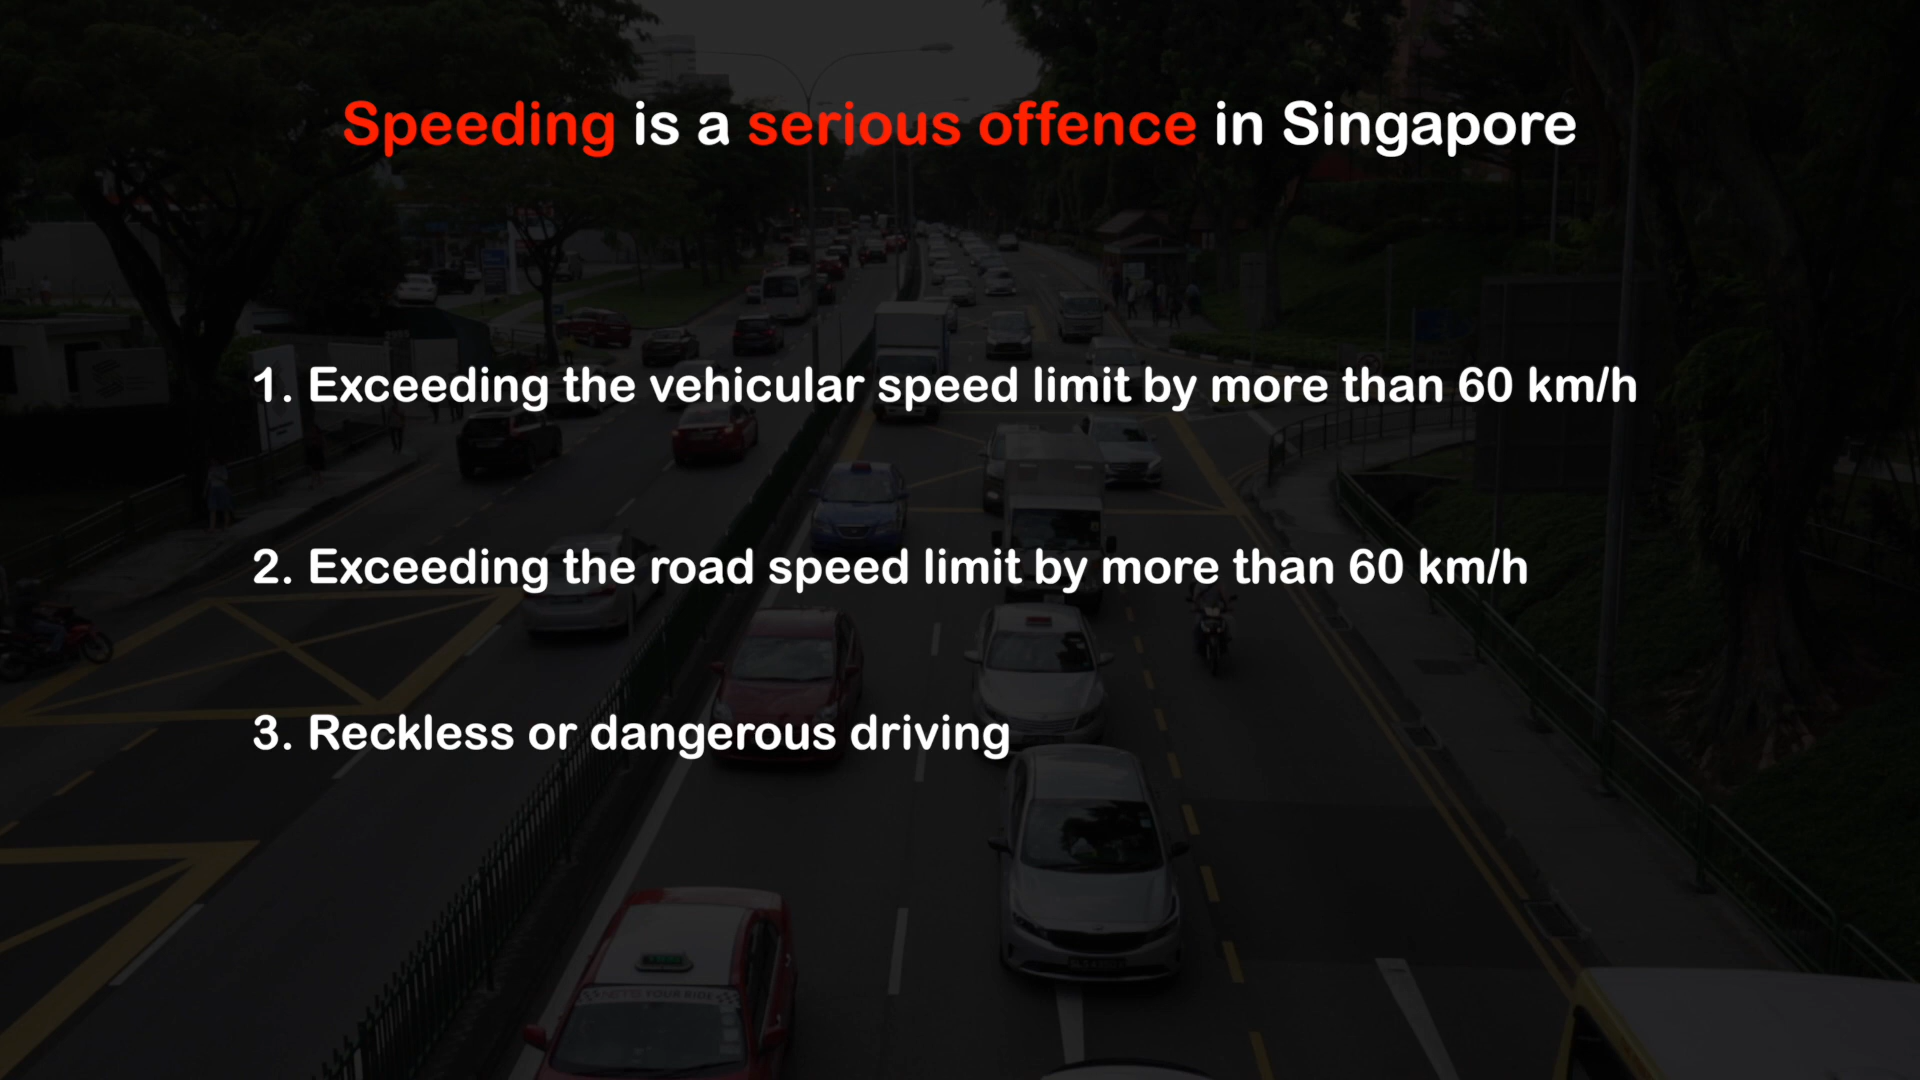 Speeding is a serious offence in Singapore
1. Exceeding the vehicular speed limit by more than 60 km/h
2. Exceeding the road speed limit by more than 60 km/h
3. Reckless or dangerous driving